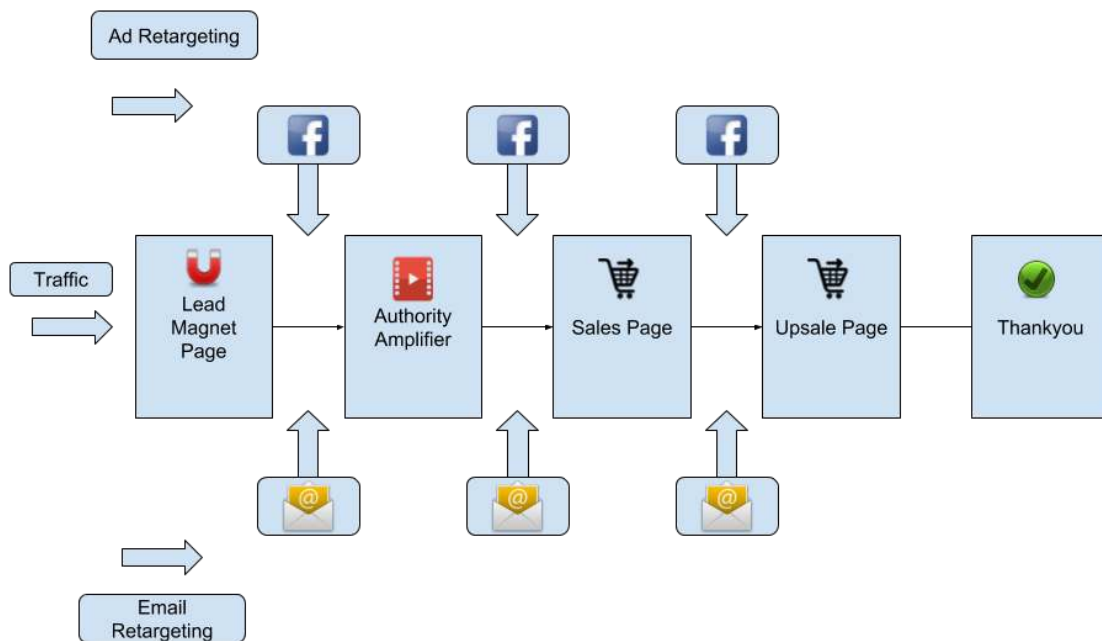 Ad Retargeting
f
f
f
Traffic
Lead
Magnet
Page
Authority
Amplifier
Sales Page
Upsale Page
Thankyou
@
@
@
Email
Retargeting